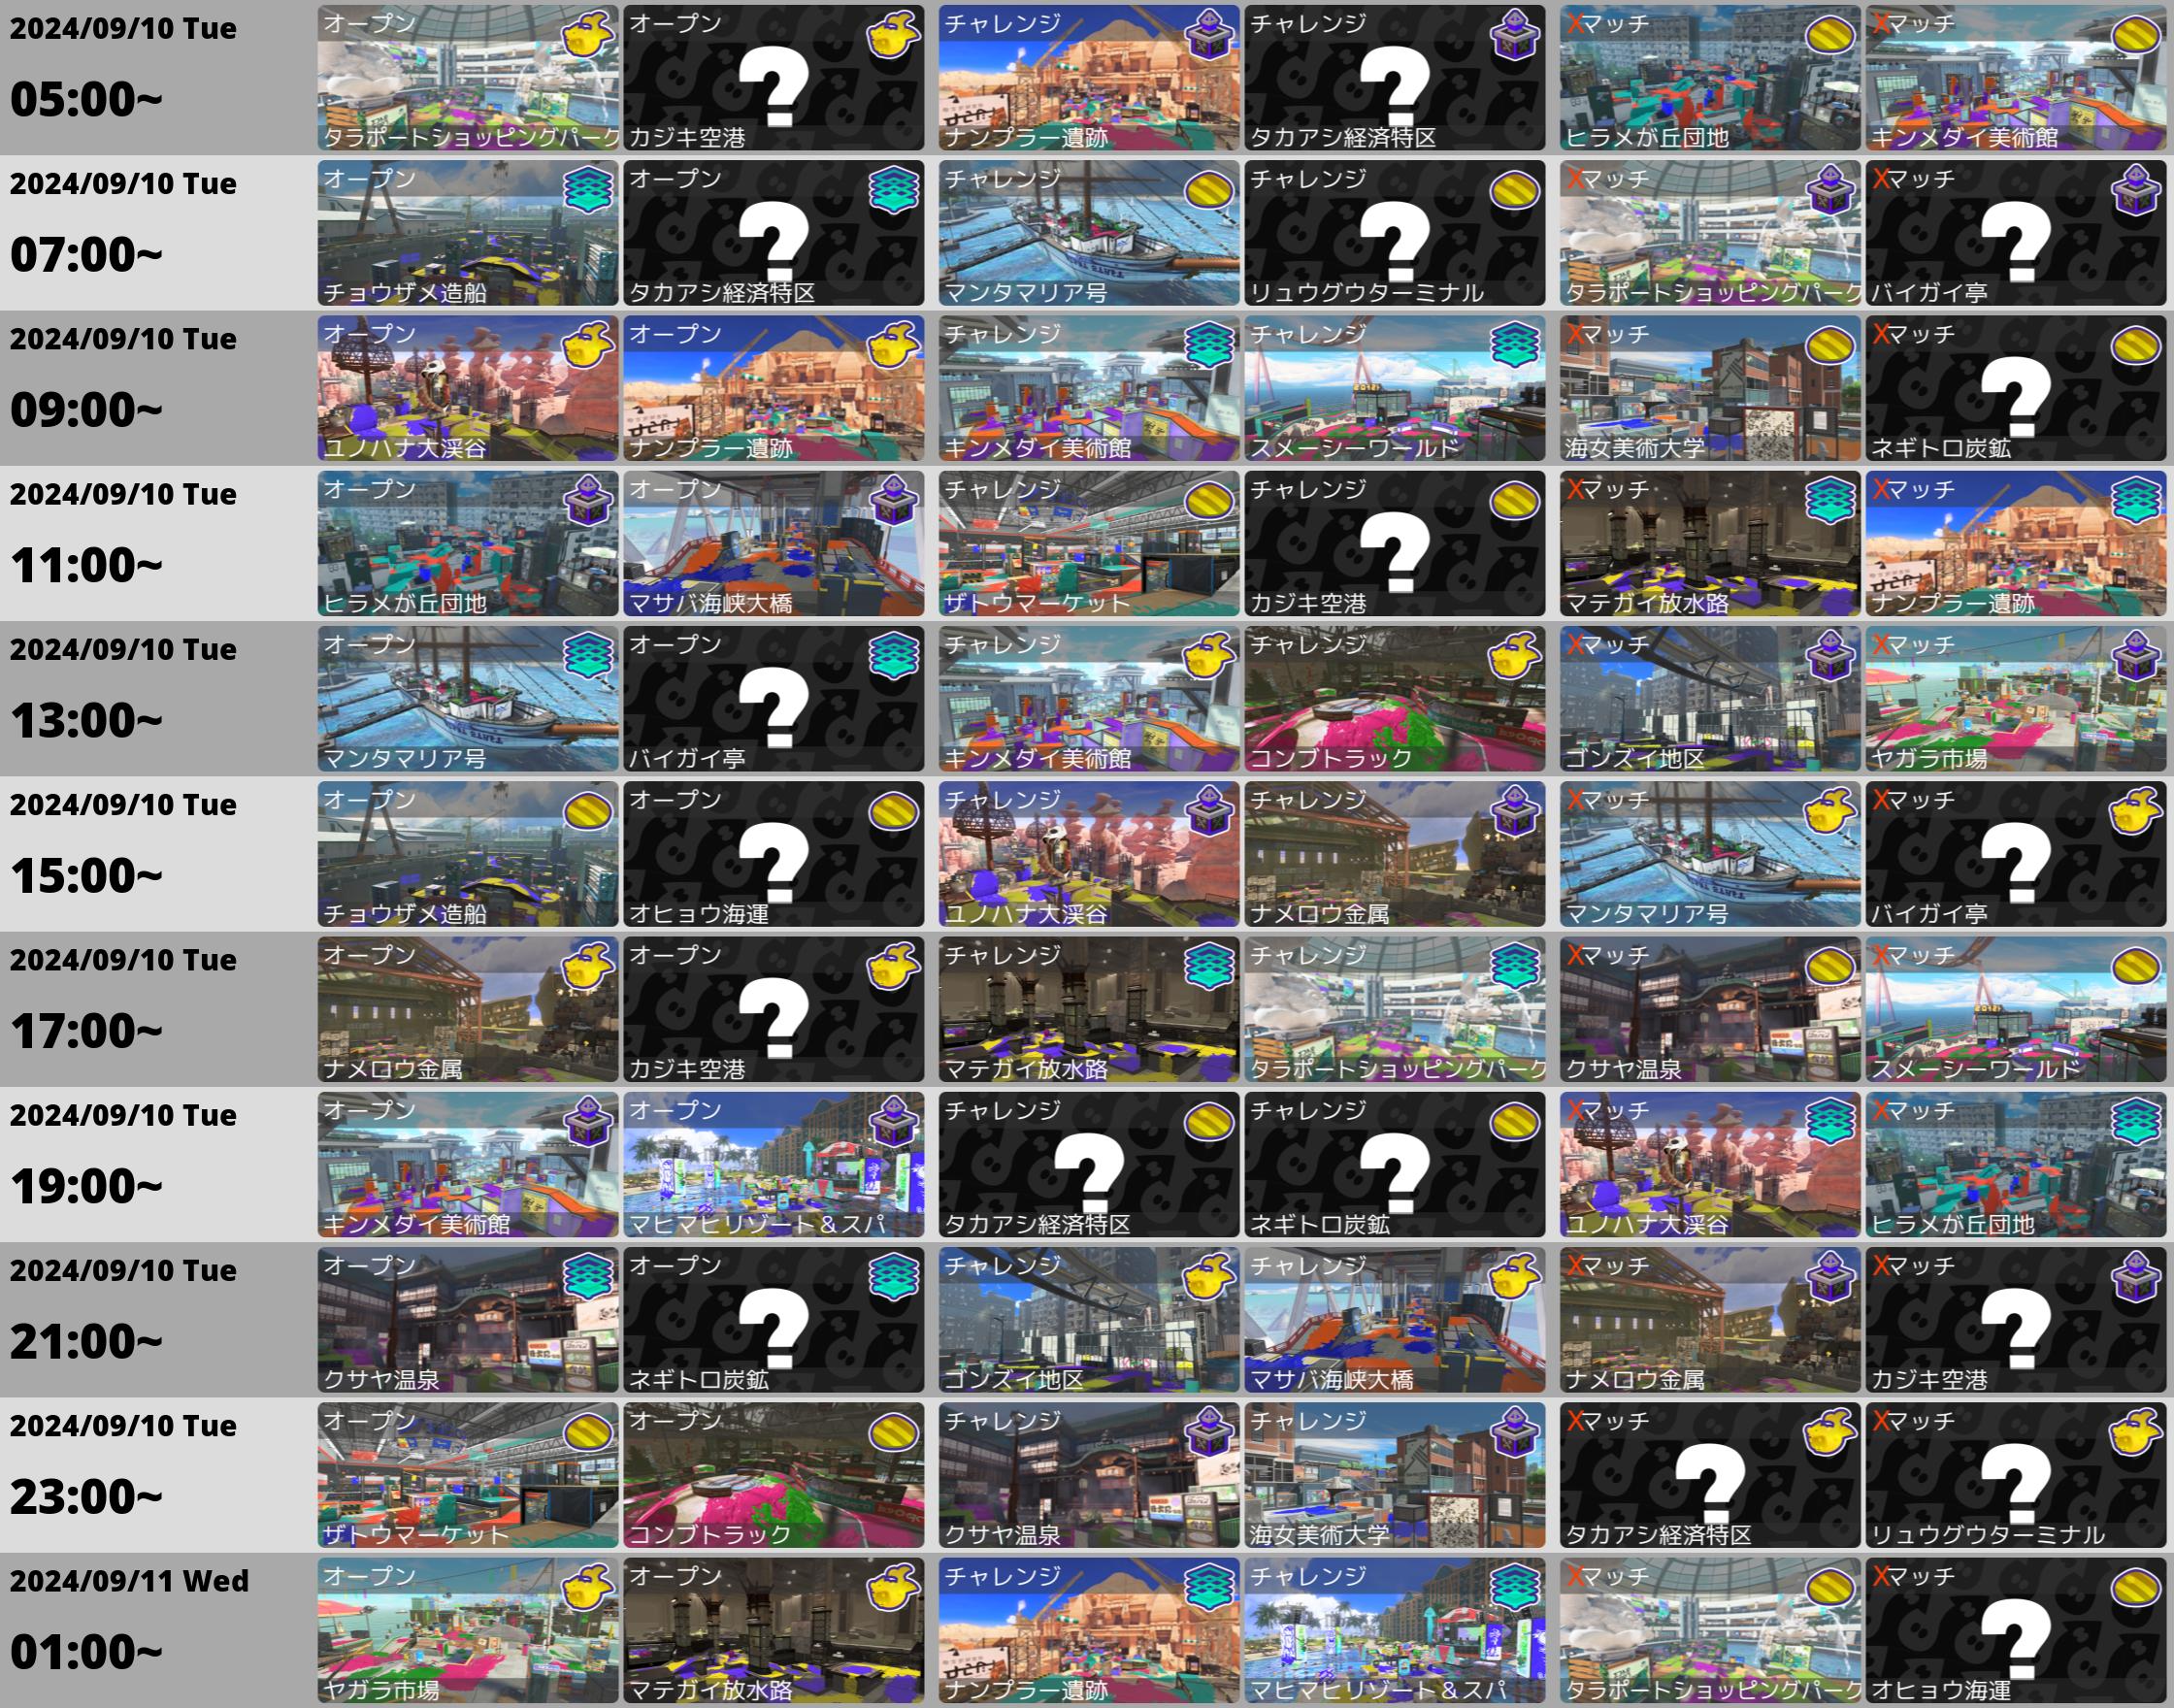 2024/09/10 Tue
05:00~
オープン
タラポートショッピングパーク
オープン
カジキ空港
チャレンジ
ナンプラー遺跡
チャレンジ
タカアシ経済特区
Xマッチ
ヒラメが丘団地
Xマッチ
キンメダイ美術館
2024/09/10 Tue
07:00~
オープン
チョウザメ造船
オープン
タカアシ経済特区
チャレンジ
マンタマリア号
チャレンジ
リュウグウターミナル
Xマッチ
タラポートショッピングパーク
Xマッチ
バイガイ亭
2024/09/10 Tue
09:00~
オープン
ユノハナ大渓谷
オープン
ナンプラー遺跡
チャレンジ
キンメダイ美術館
チャレンジ
スメーシーワールド
Xマッチ
海女美術大学
Xマッチ
ネギトロ炭鉱
2024/09/10 Tue
11:00~
オープン
ヒラメが丘団地
オープン
マサバ海峡大橋
チャレンジ
ザトウマーケット
チャレンジ
カジキ空港
Xマッチ
マテガイ放水路
Xマッチ
ナンプラー遺跡
2024/09/10 Tue
13:00~
オープン
マンタマリア号
オープン
バイガイ亭
チャレンジ
キンメダイ美術館
チャレンジ
コンブトラック
Xマッチ
ゴンズイ地区
Xマッチ
ヤガラ市場
2024/09/10 Tue
15:00~
オープン
チョウザメ造船
オープン
オヒョウ海運
チャレンジ
ユノハナ大渓谷
チャレンジ
ナメロウ金属
Xマッチ
マンタマリア号
Xマッチ
バイガイ亭
2024/09/10 Tue
17:00~
オープン
ナメロウ金属
オープン
カジキ空港
チャレンジ
マテガイ放水路
チャレンジ
タラポートショッピングパーク
Xマッチ
クサヤ温泉
Xマッチ
スメーシーワールド
2024/09/10 Tue
19:00~
オープン
キンメダイ美術館
オープン
マヒマヒリゾート&スパ
チャレンジ
タカアシ経済特区
チャレンジ
ネギトロ炭鉱
Xマッチ
ユノハナ大渓谷
Xマッチ
ヒラメが丘団地
2024/09/10 Tue
21:00~
オープン
クサヤ温泉
オープン
ネギトロ炭鉱
チャレンジ
ゴンズイ地区
チャレンジ
マサバ海峡大橋
Xマッチ
ナメロウ金属
Xマッチ
カジキ空港
2024/09/10 Tue
23:00~
オープン
ザトウマーケット
オープン
コンブトラック
チャレンジ
クサヤ温泉
チャレンジ
海女美術大学
Xマッチ
タカアシ経済特区
Xマッチ
リュウグウターミナル
2024/09/11 Wed
01:00~
オープン
ヤガラ市場
オープン
マテガイ放水路
チャレンジ
ナンプラー遺跡
チャレンジ
マヒマヒリゾート&スパ
Xマッチ
タラポートショッピングパーク
Xマッチ
オヒョウ海運